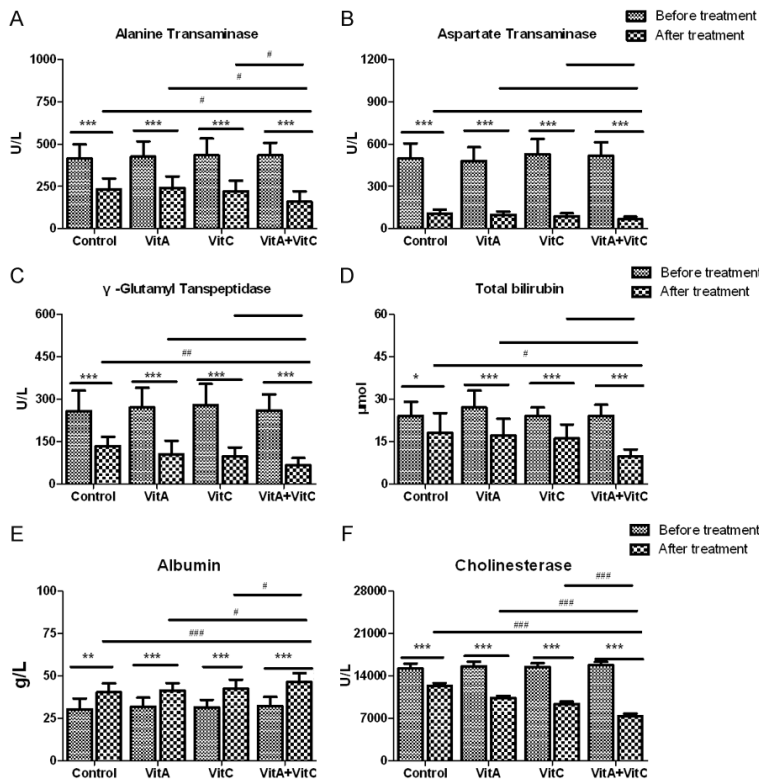 A
Alanine Transaminase
U/L
1000
750
500
250
0
#
#
#
*** *** *** ***
Control VitA VitC VitA+VitC
B
Aspartate Transaminase
Before treatment
After treatment
U/L
1200
900
600
300
0
*** *** *** ***
Control VitA VitC VitA+VitC
C
γ -Glutamyl Tanspeptidase
U/L
600
450
300
150
0
##
*** *** *** ***
Control VitA VitC VitA+VitC
D
Total bilirubin
Before treatment
After treatment
μmol
60
45
30
15
0
#
* *** *** ***
Control VitA VitC VitA+VitC
E
Albumin
g/L
100
75
50
25
0
#
#
###
** *** *** ***
Control VitA VitC VitA+VitC
F
Cholinesterase
Before treatment
After treatment
U/L
28000
21000
14000
7000
0
###
###
###
*** *** *** ***
Control VitA VitC VitA+VitC